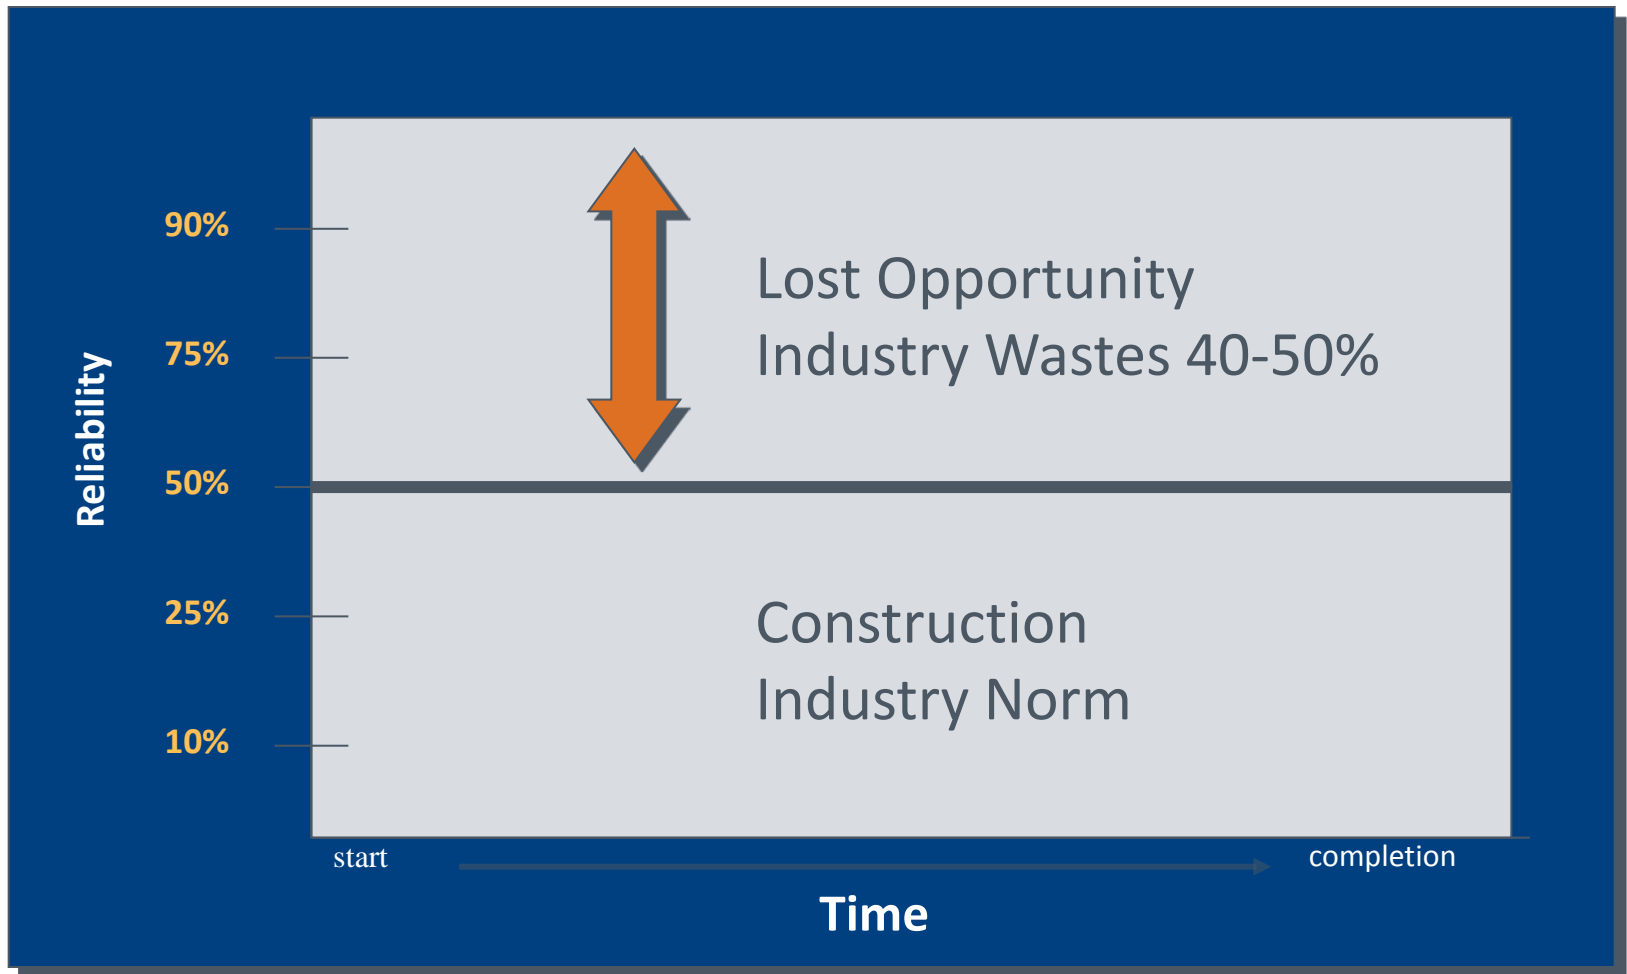 90%
Lost Opportunity
Industry Wastes 40-50%
75%
Reliability
50%
25%
Construction
Industry Norm
10%
start
completion
Time